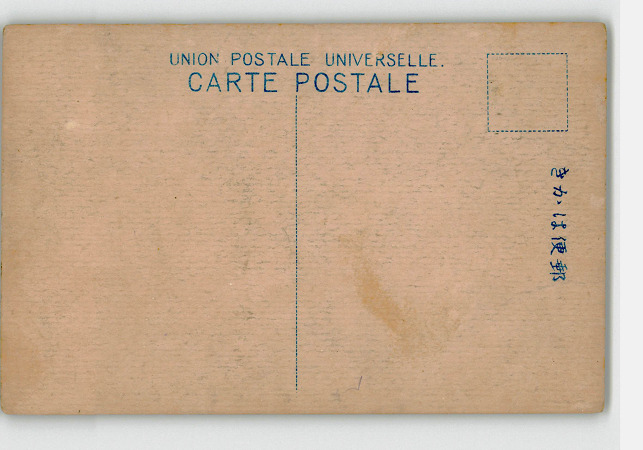 UNION POSTALE UNIVERSELLE.
CARTE POSTALE
きかは便郵